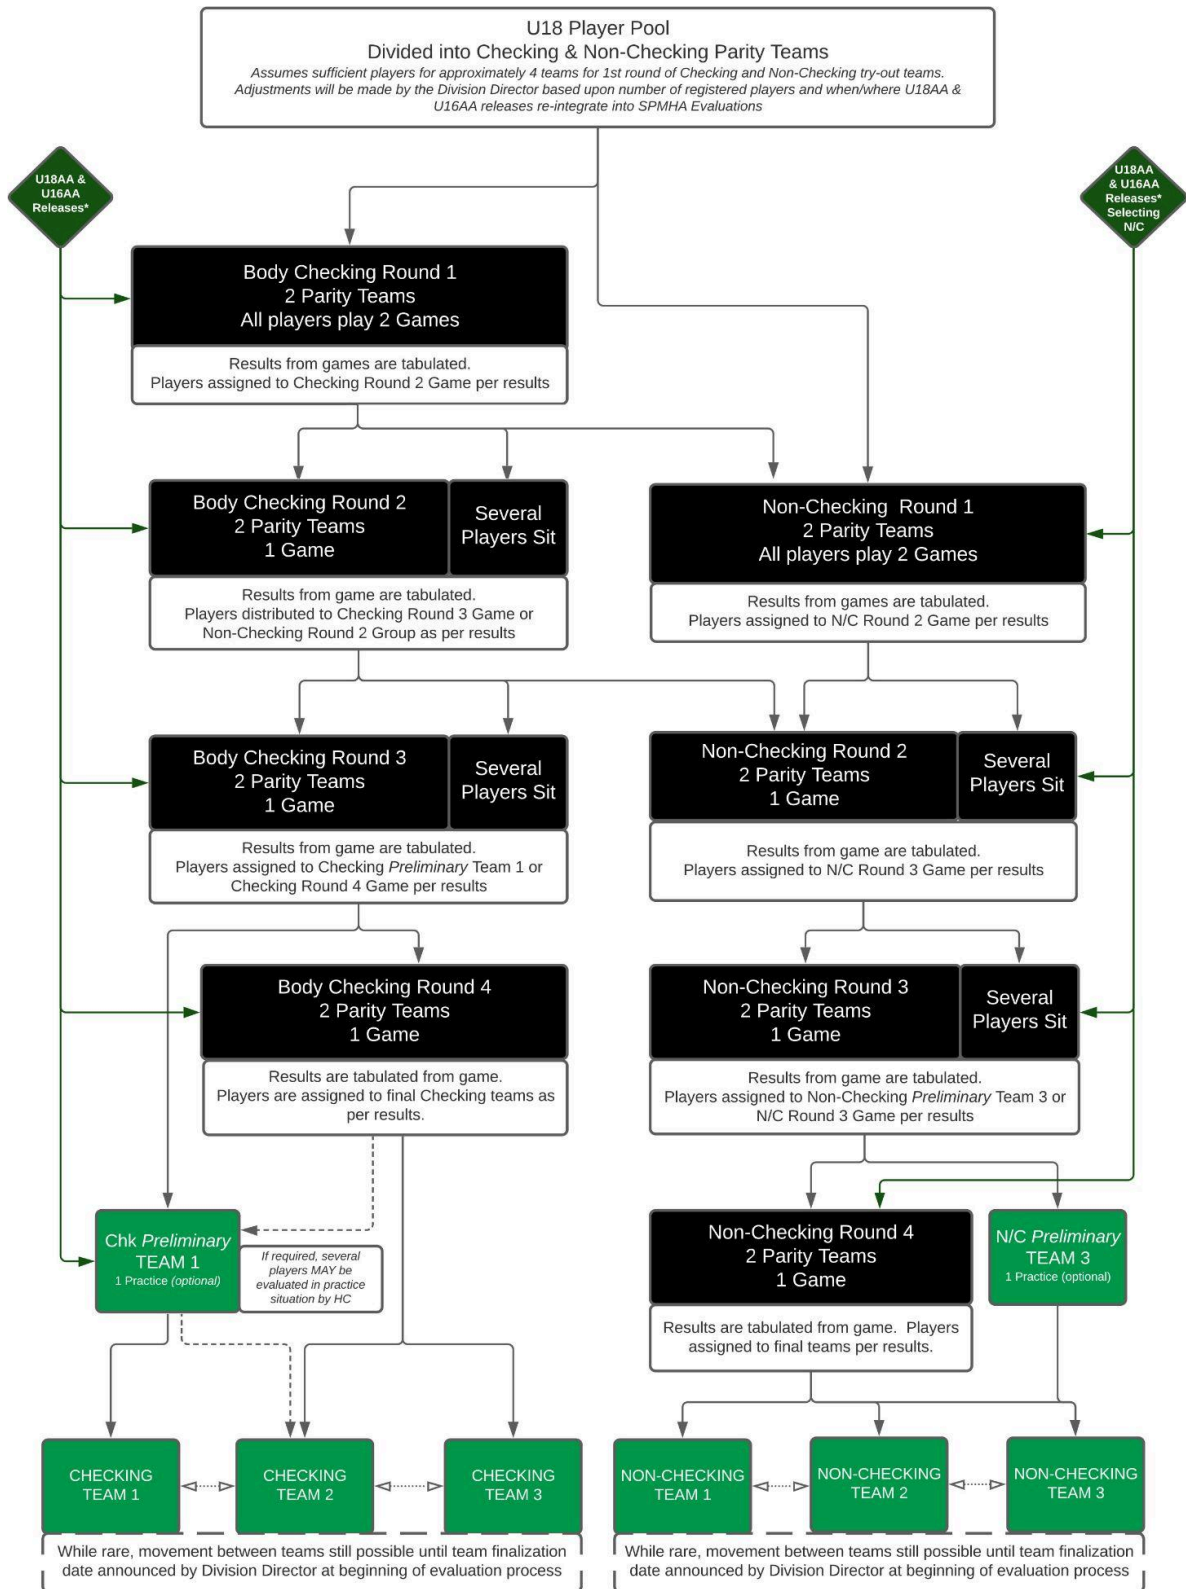 U18 Player Pool
Divided into Checking & Non-Checking Parity Teams
Assumes sufficient players for approximately 4 teams for 1st round of Checking and Non-Checking try-out teams.
Adjustments will be made by the Division Director based upon number of registered players and when/where U18AA &
U16AA releases re-integrate into SPMHA Evaluations
U18AA &
U16AA
Releases*
U18AA
& U16AA
Releases*
Selecting
N/C
Body Checking Round 1
2 Parity Teams
All players play 2 Games
Results from games are tabulated.
Players assigned to Checking Round 2 Game per results
Body Checking Round 2
2 Parity Teams
1 Game
Several
Players Sit
Results from game are tabulated.
Players distributed to Checking Round 3 Game or
Non-Checking Round 2 Group as per results
Non-Checking  Round 1
2 Parity Teams
All players play 2 Games
Results from games are tabulated.
Players assigned to N/C Round 2 Game per results
Body Checking Round 3
2 Parity Teams
1 Game
Several
Players Sit
Results from game are tabulated.
Players assigned to Checking Preliminary Team 1 or
Checking Round 4 Game per results
Non-Checking Round 2
2 Parity Teams
1 Game
Several
Players Sit
Results from game are tabulated.
Players assigned to N/C Round 3 Game per results
Body Checking Round 4
2 Parity Teams
1 Game
Results are tabulated from game.
Players are assigned to final Checking teams as
per results.
Non-Checking Round 3
2 Parity Teams
1 Game
Several
Players Sit
Results from game are tabulated.
Players assigned to Non-Checking Preliminary Team 3 or
N/C Round 3 Game per results
Chk Preliminary
TEAM 1
1 Practice (optional)
If required, several
players MAY be
evaluated in practice
situation by HC
Non-Checking Round 4
2 Parity Teams
1 Game
Results are tabulated from game.  Players
assigned to final teams per results.
N/C Preliminary
TEAM 3
1 Practice (optional)
CHECKING
TEAM 1
CHECKING
TEAM 2
CHECKING
TEAM 3
While rare, movement between teams still possible until team finalization
date announced by Division Director at beginning of evaluation process
NON-CHECKING
TEAM 1
NON-CHECKING
TEAM 2
NON-CHECKING
TEAM 3
While rare, movement between teams still possible until team finalization
date announced by Division Director at beginning of evaluation process